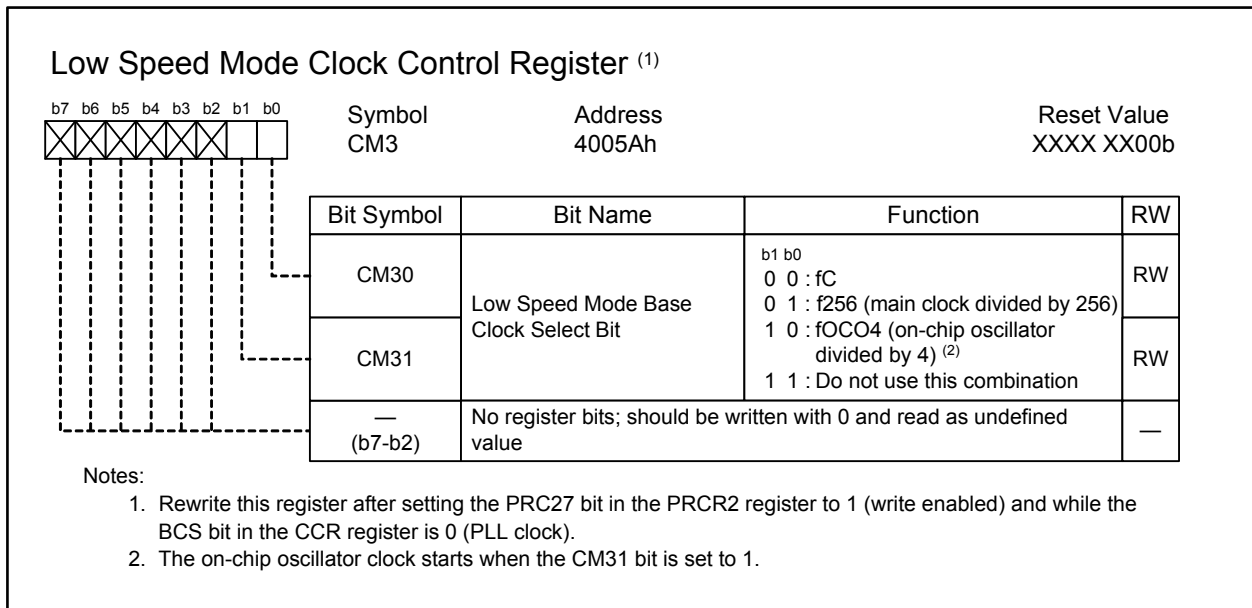 Low Speed Mode Clock Control Register (1)
b7 b6 b5 b4 b3 b2 b1 b0
Symbol Address Reset Value
CM3 4005Ah XXXX XX00b
Bit Symbol Bit Name Function RW
CM30 Low Speed Mode Base Clock Select Bit b1 b0 RW
0 0 : fC
0 1 : f256 (main clock divided by 256)
1 0 : fOCO4 (on-chip oscillator
divided by 4) (2)
1 1 : Do not use this combination
CM31 RW
— (b7-b2) No register bits; should be written with 0 and read as undefined
value —
Notes:
1. Rewrite this register after setting the PRC27 bit in the PRCR2 register to 1 (write enabled) and while the
BCS bit in the CCR register is 0 (PLL clock).
2. The on-chip oscillator clock starts when the CM31 bit is set to 1.